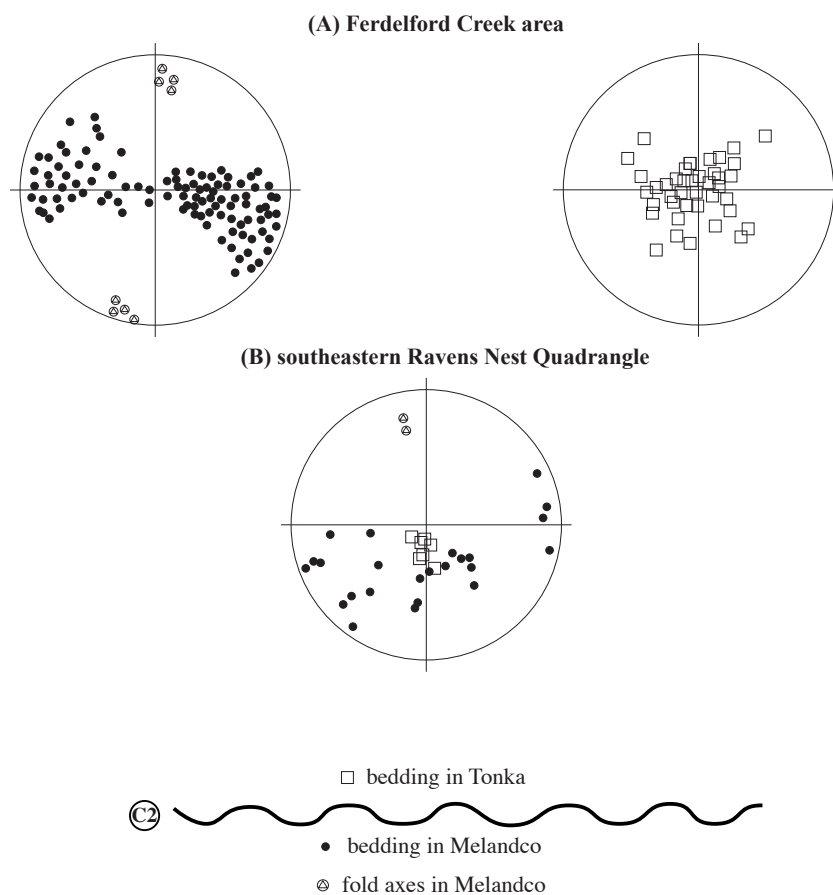 (A) Ferdelford Creek area
(B) southeastern Ravens Nest Quadrangle
bedding in Tonka
C2
bedding in Melandco
fold axes in Melandco